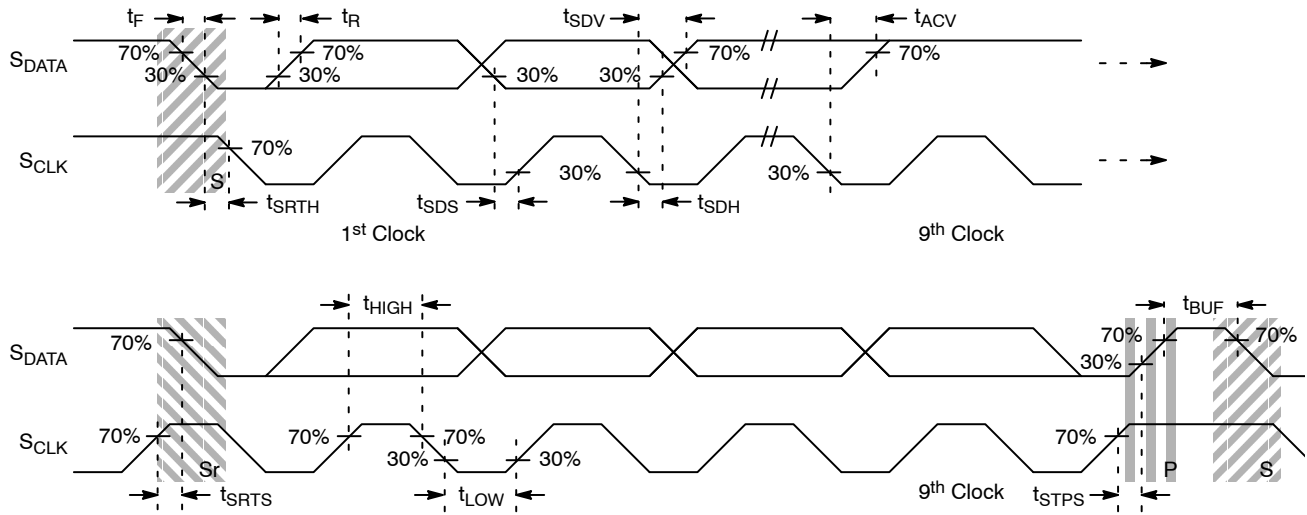 tF tR tSDV tACV
SDATA 70% 30% 70% 30% 30% 30% 70% 70%
SCLK 70% 30% 30%
S
tSRTH tSDS tSDH
1st Clock 9th Clock
tHIGH tBUF
SDATA 70% 70% 30% 70%
SCLK 70% 70% 70% 30% 30% 70%
Sr P S
tSRTS tLOW 9th Clock tSTPS